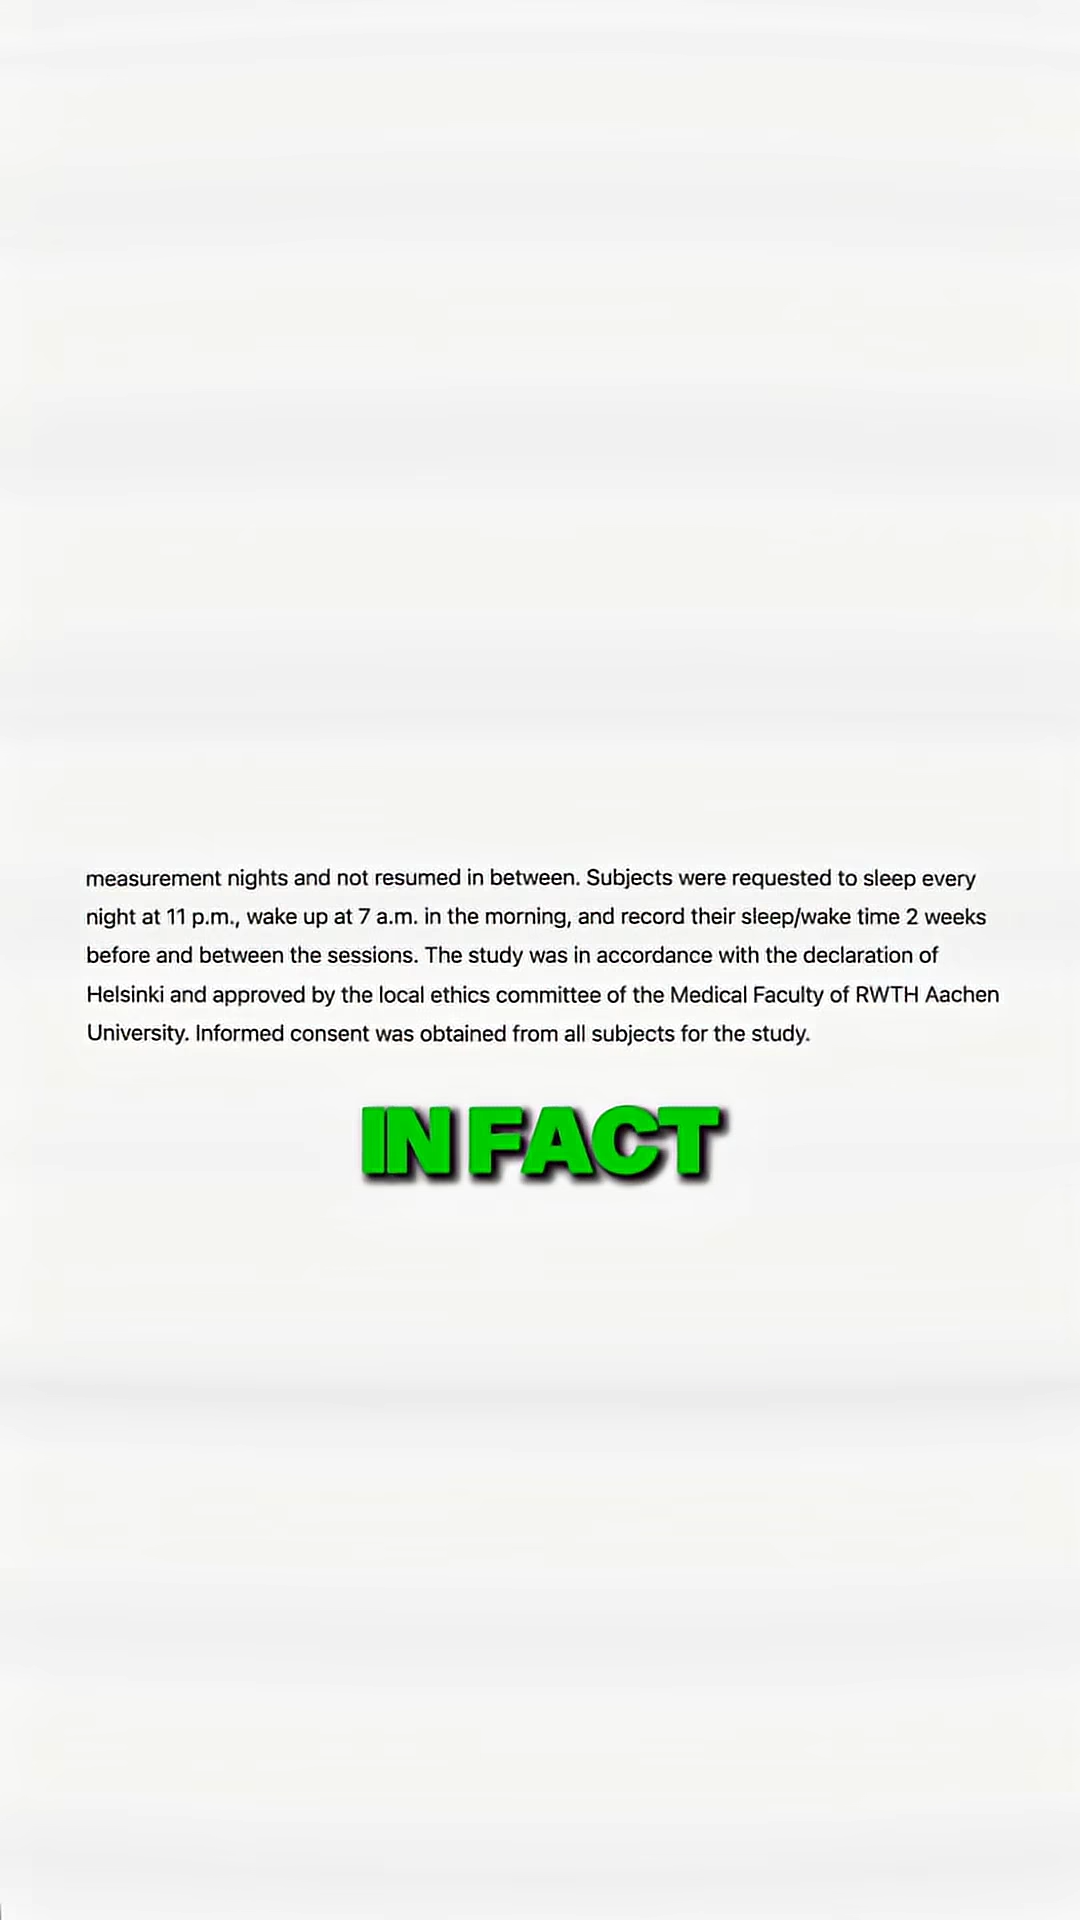 measurement nights and not resumed in between. Subjects were requested to sleep every
night at 11 p.m., wake up at 7 a.m. in the morning, and record their sleep/wake time 2 weeks
before and between the sessions. The study was in accordance with the declaration of
Helsinki and approved by the local ethics committee of the Medical Faculty of RWTH Aachen
University. Informed consent was obtained from all subjects for the study.
IN FACT